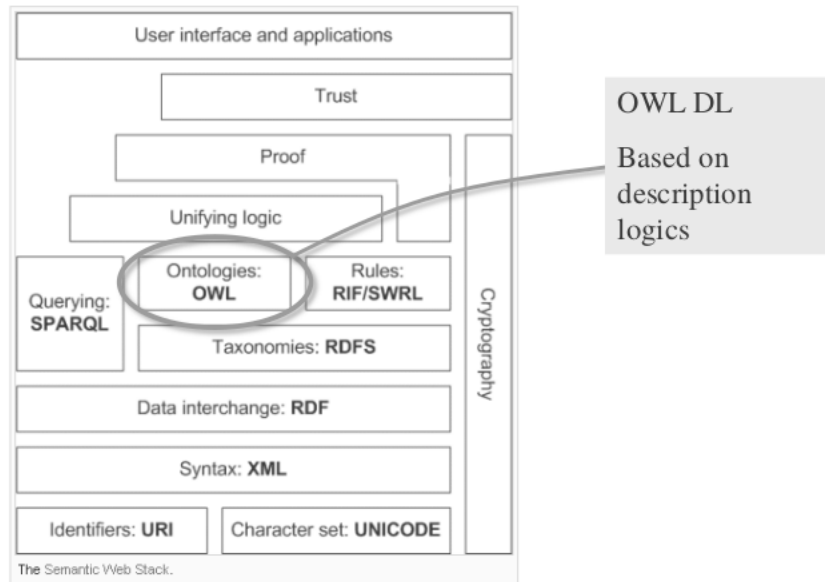 User interface and applications
Trust
Proof
Unifying logic
Ontologies:
OWL
Rules:
RIF/SWRL
Querying:
SPARQL
Taxonomies: RDFS
Data interchange: RDF
Syntax: XML
Identifiers: URI
Character set: UNICODE
Cryptography
The Semantic Web Stack.
OWL DL
Based on
description
logics